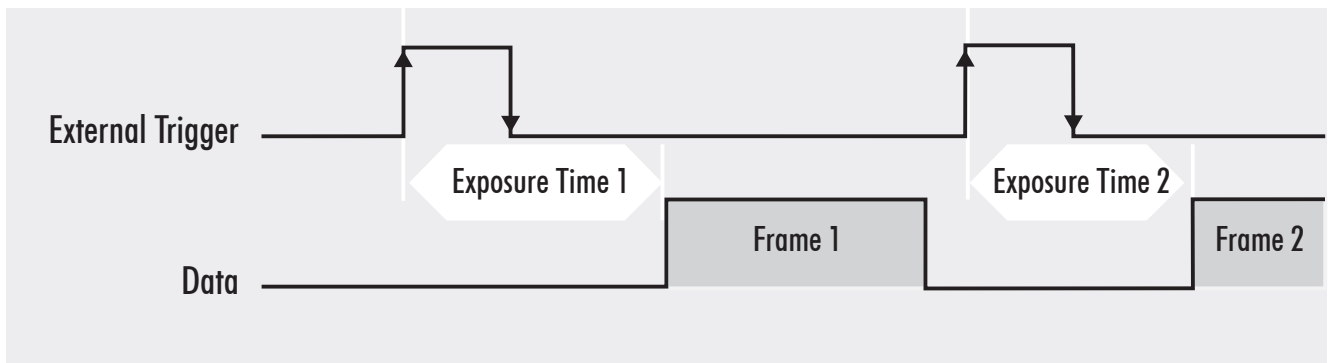 External Trigger
Exposure Time 1
Exposure Time 2
Frame 1
Frame 2
Data